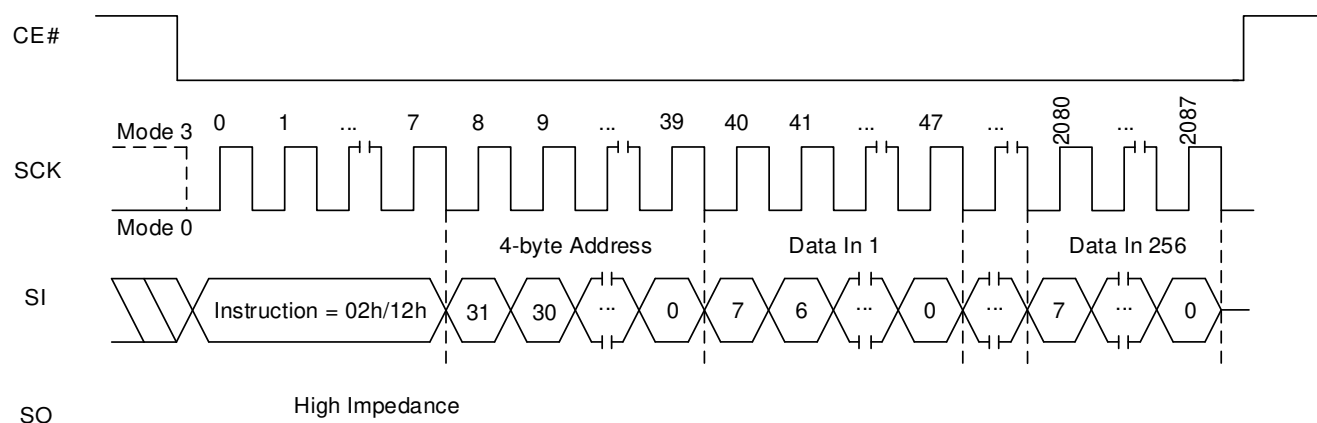 CE#
Mode 3 0 1 ... 7 8 9 ... 39 40 41 ... 47 ... 2080 ... 2087
SCK
Mode 0
4-byte Address Data In 1 Data In 256
SI Instruction = 02h/12h 31 30 ... 0 7 6 ... 0 ... 7 ... 0
High Impedance
SO